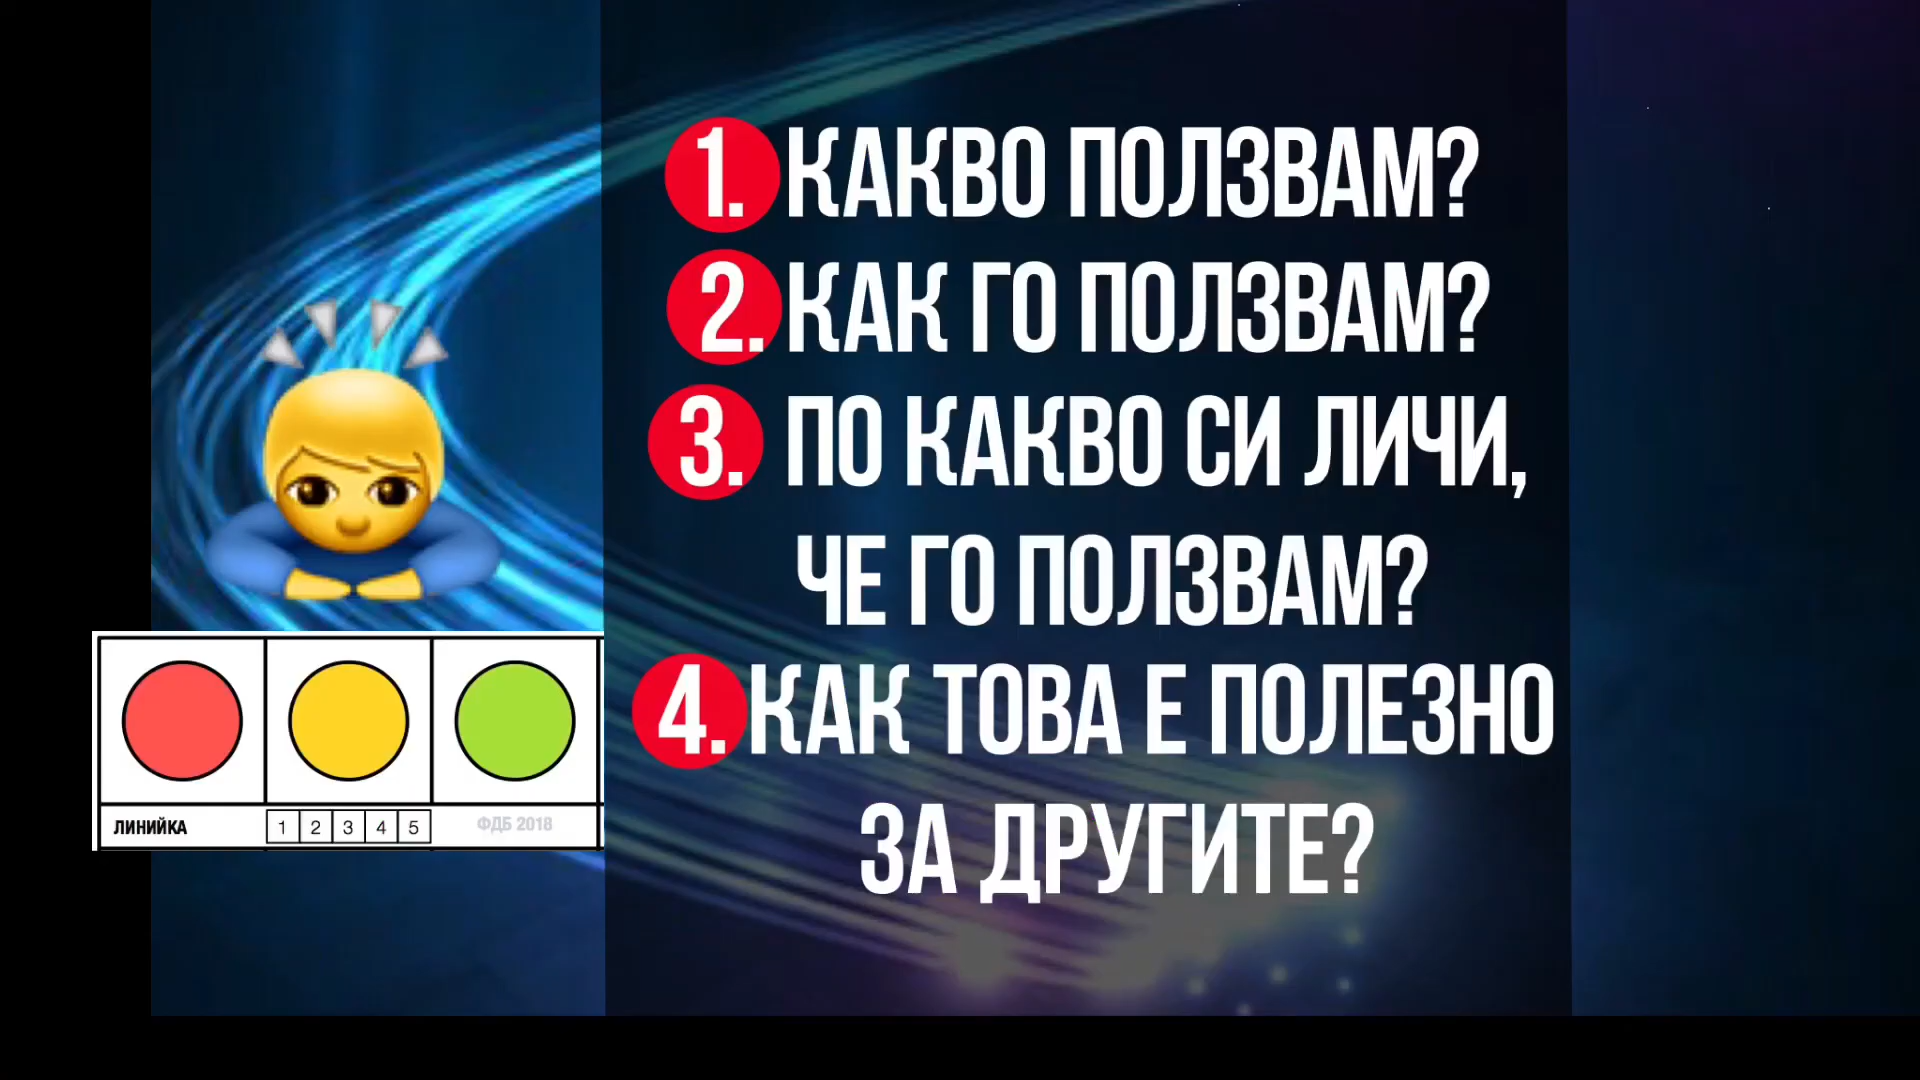 1. КАКВО ПОЛЗВАМ?
2. КАК ГО ПОЛЗВАМ?
3. ПО КАКВО СИ ЛИЧИ,
ЧЕ ГО ПОЛЗВАМ?
4. КАК ТОВА Е ПОЛЕЗНО
ЗА ДРУГИТЕ?
ЛИНИЙКА 1 2 3 4 5 ФДБ 2018